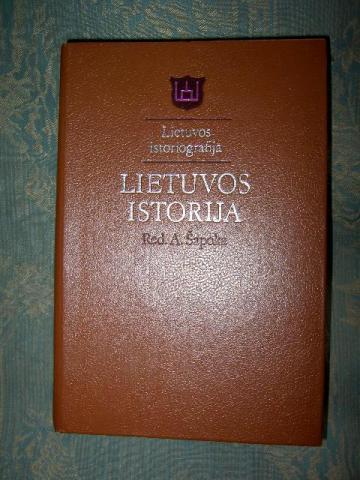 Lietuvos
istoriografija
LIETUVOS
ISTORIJA
Red. A. Šapoka